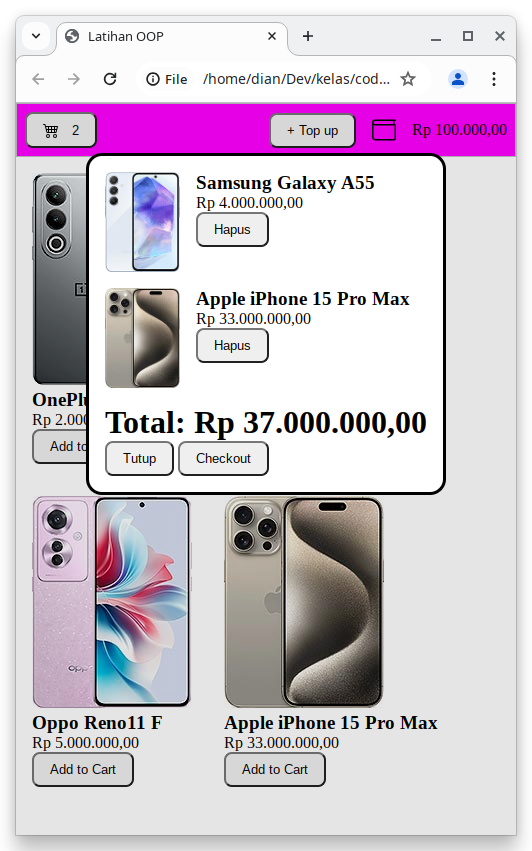 Latihan OOP
File /home/dian/Dev/kelas/cod...
2
+ Top up
Rp 100.000,00
Samsung Galaxy A55
Rp 4.000.000,00
Hapus
Apple iPhone 15 Pro Max
Rp 33.000.000,00
Hapus
Total: Rp 37.000.000,00
Tutup Checkout
OnePlu
Rp 2.000
Add to
Oppo Reno11 F
Rp 5.000.000,00
Add to Cart
Apple iPhone 15 Pro Max
Rp 33.000.000,00
Add to Cart